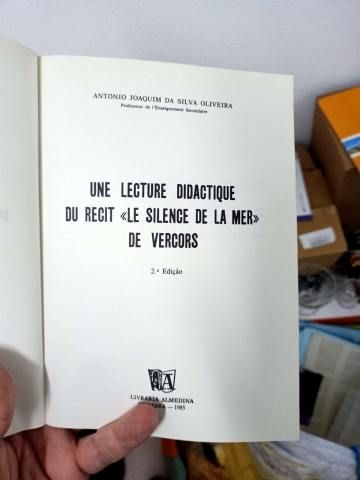 ANTONIO JOAQUIM DA SILVA OLIVEIRA
Professeur de l'Enseignement Secondaire
UNE LECTURE DIDACTIQUE
DU RECIT «LE SILENCE DE LA MER»
DE VERCORS
2.ª Edição
LIVRARIA ALMEDINA
COIMBRA — 1985